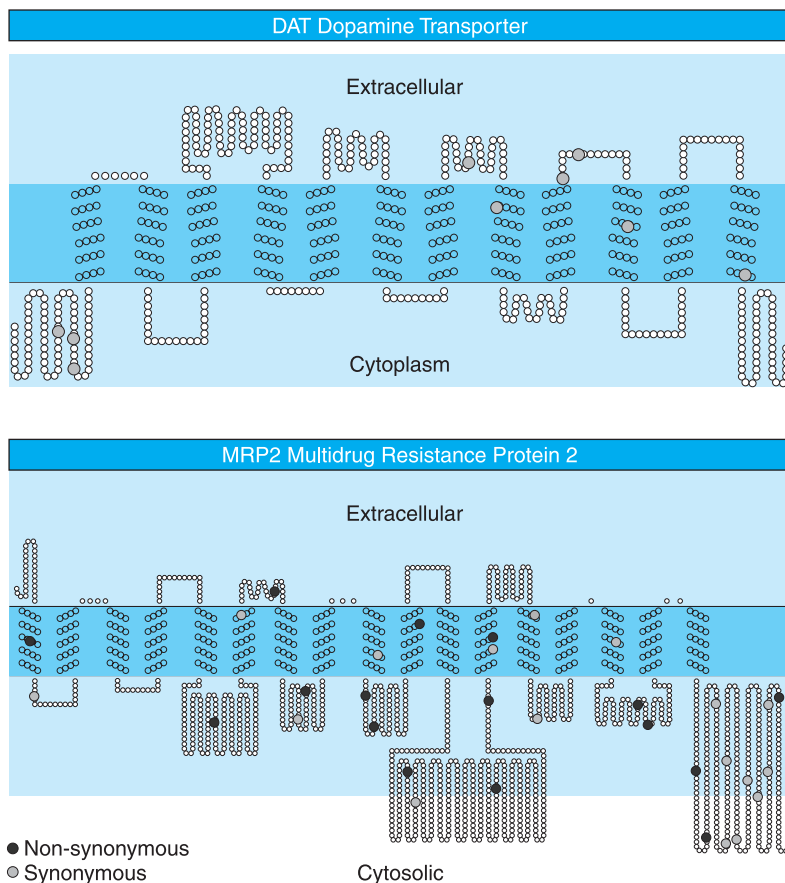 DAT Dopamine Transporter
Extracellular
Cytoplasm
MRP2 Multidrug Resistance Protein 2
Extracellular
Non-synonymous
Synonymous
Cytosolic